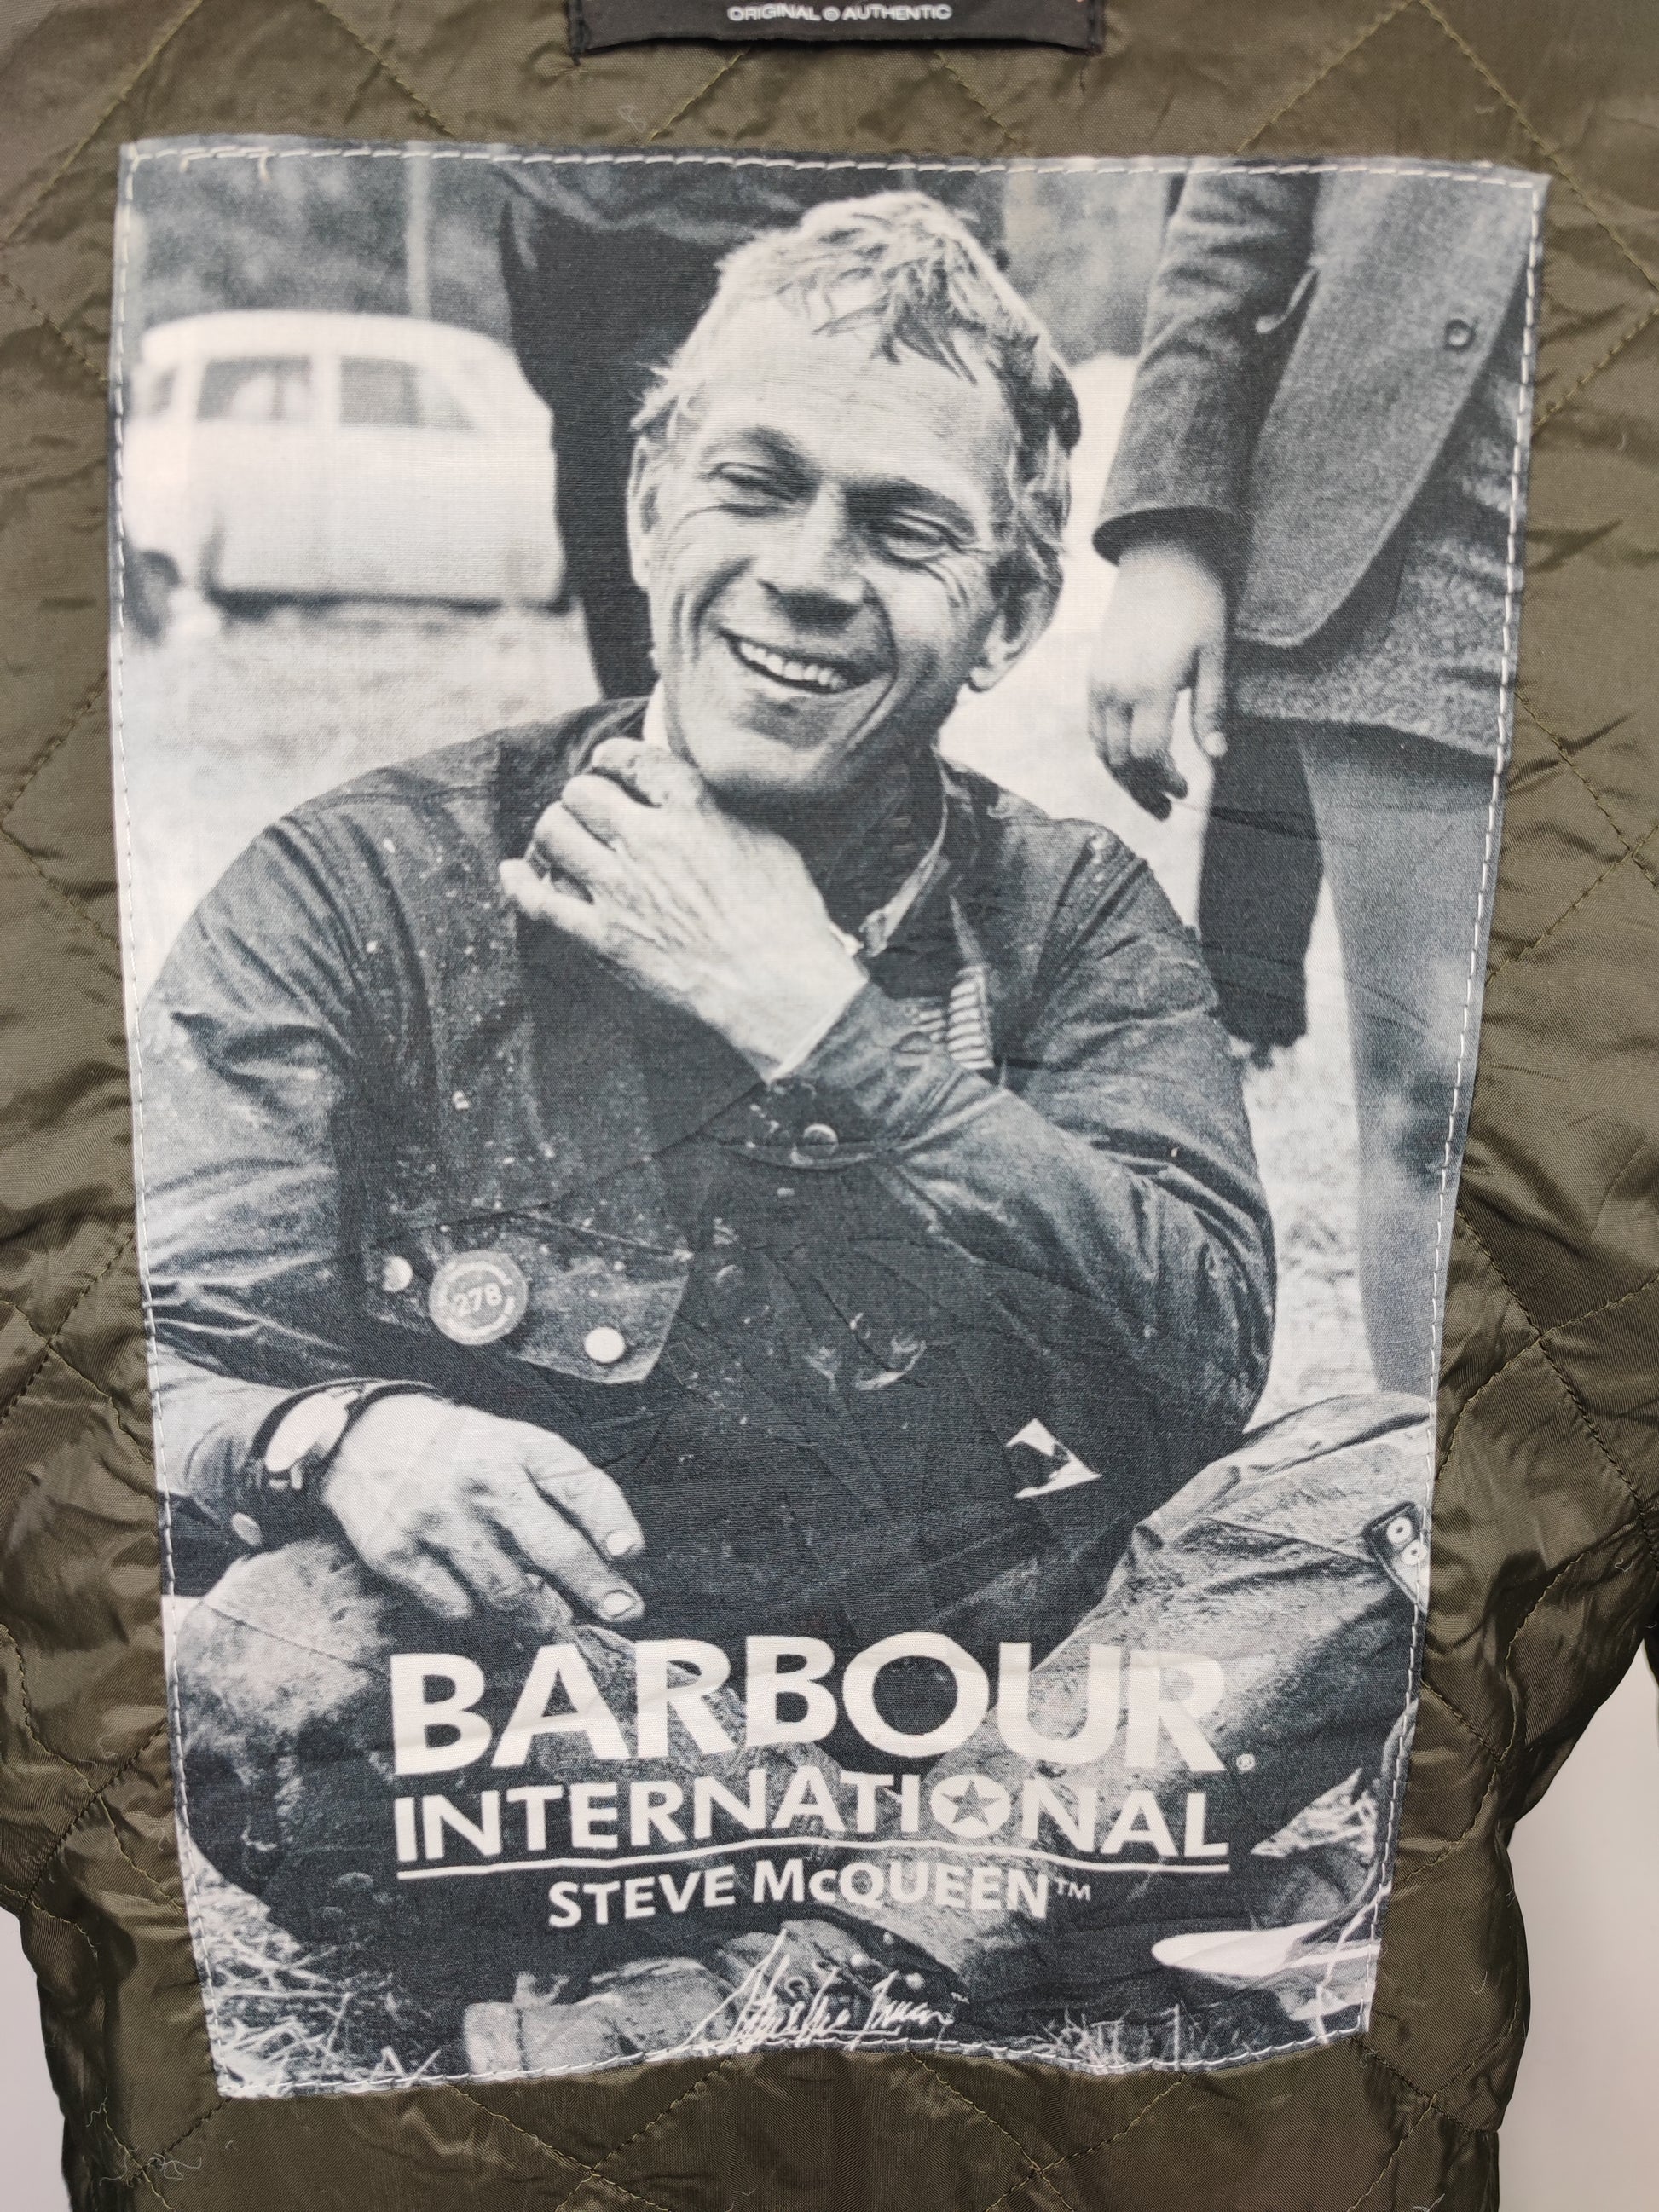 ORIGINAL © AUTHENTIC
278
BARBOUR®
INTERNATIONAL
STEVE McQUEEN™